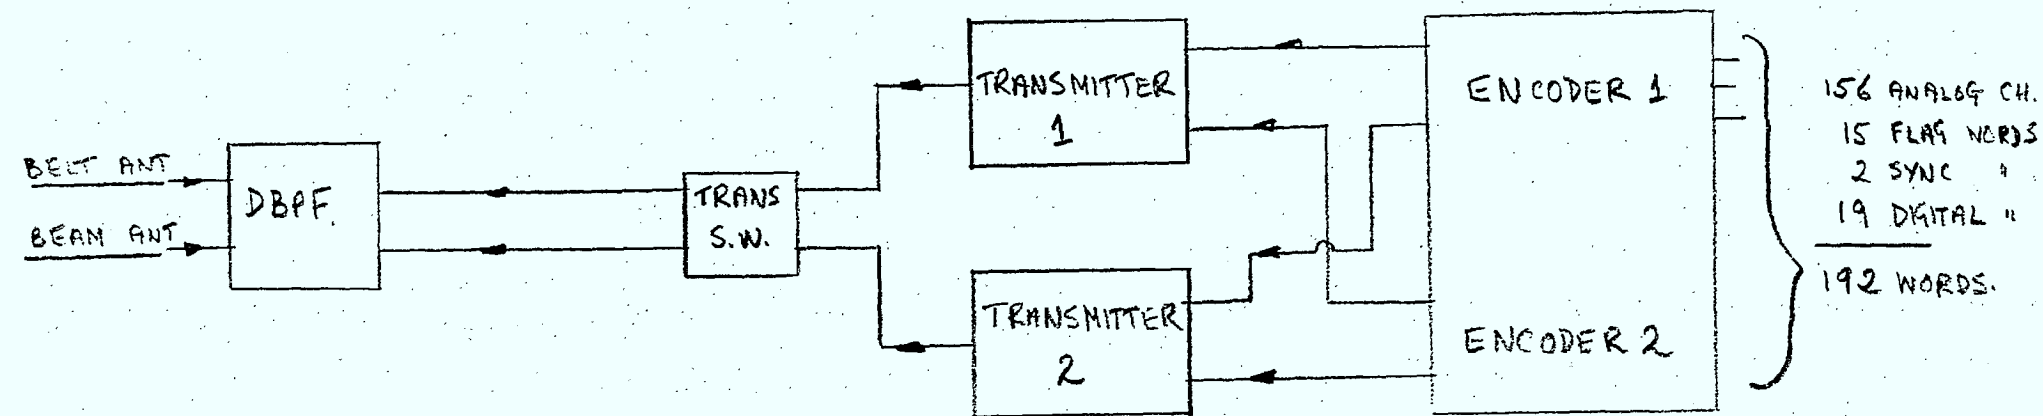 BELT ANT
BEAM ANT
DBPF.
TRANS
S.W.
TRANSMITTER
1
TRANSMITTER
2
ENCODER 1
ENCODER 2
156 ANALOG CH.
15 FLAG WORDS
2 SYNC "
19 DIGITAL "
192 WORDS.